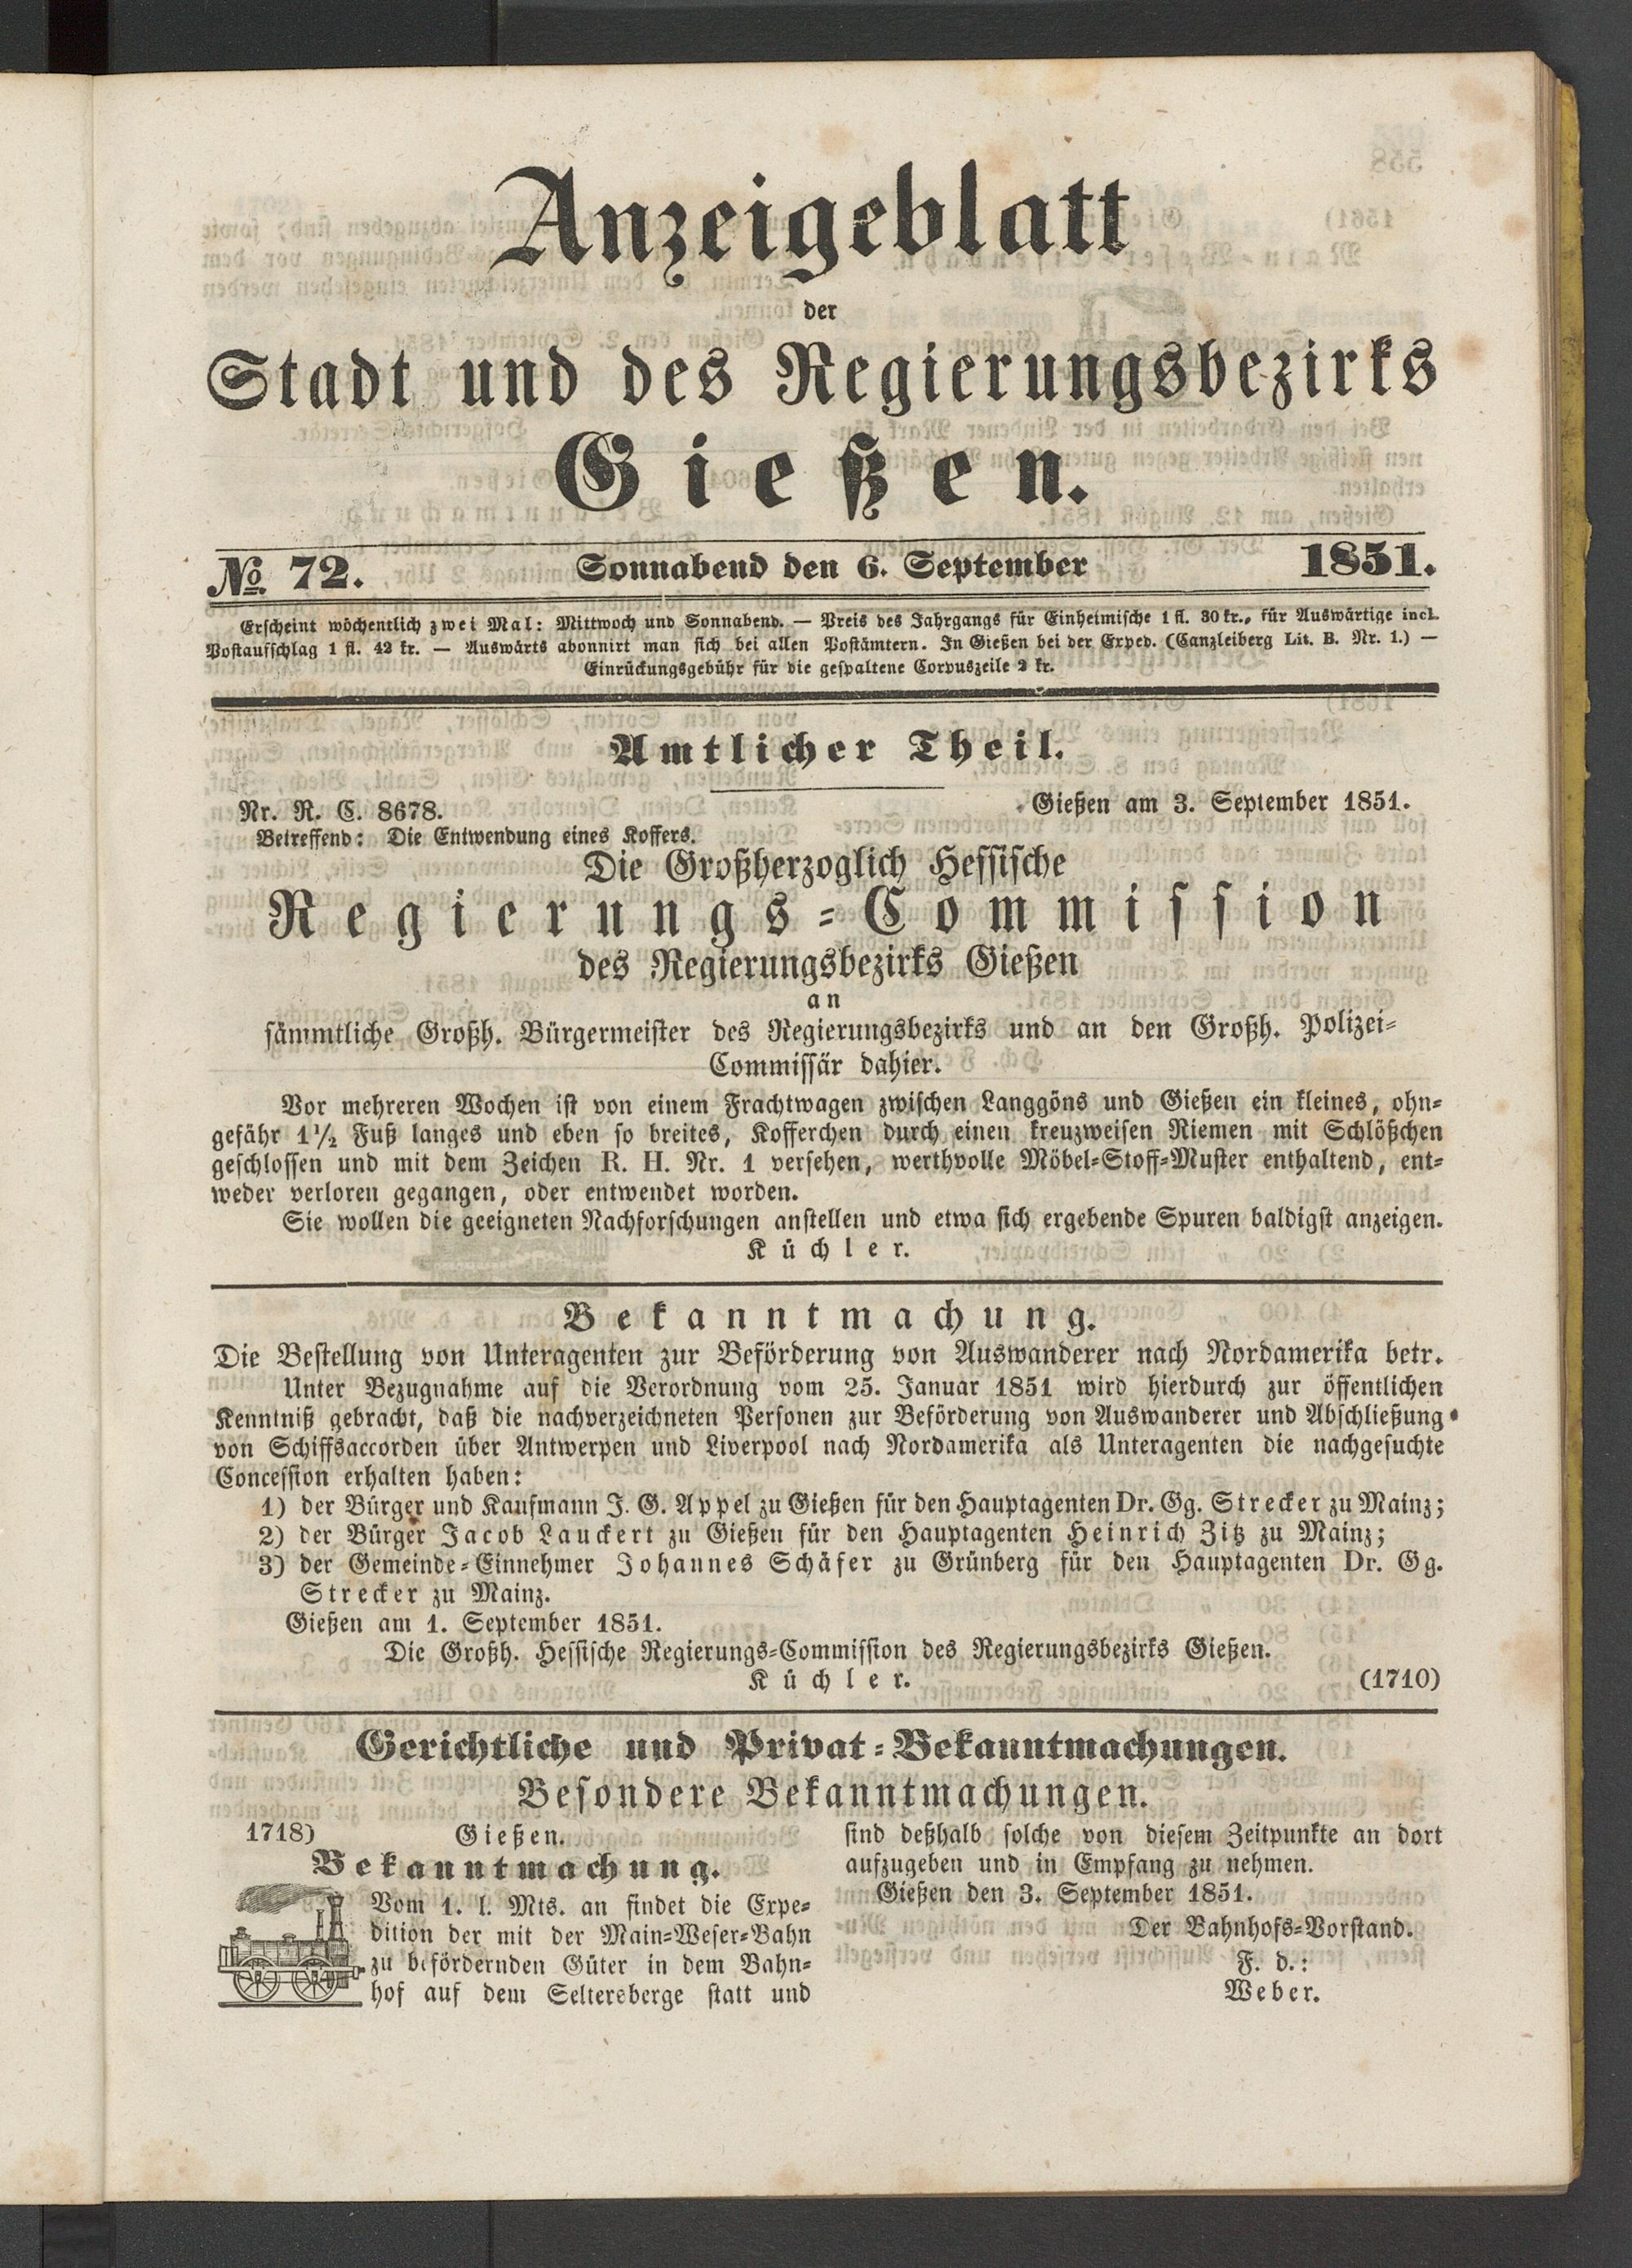 Anzeigeblatt
der
Stadt und des Regierungsbezirks
Gießen.
№ 72. Sonnabend den 6. September 1851.
Erscheint wöchentlich zwei Mal: Mittwoch und Sonnabend. — Preis des Jahrgangs für Einheimische 1 fl. 30 kr., für Auswärtige incl.
Postaufschlag 1 fl. 42 kr. — Auswärts abonnirt man sich bei allen Postämtern. In Gießen bei der Exped. (Canzleiberg Lit. B. Nr. 1.) —
Einrückungsgebühr für die gespaltene Corpuszeile 2 kr.
Amtlicher Theil.
Nr. R. C. 8678. Gießen am 3. September 1851.
Betreffend: Die Entwendung eines Koffers.
Die Großherzoglich Hessische
Regierungs-Commission
des Regierungsbezirks Gießen
an
sämmtliche Großh. Bürgermeister des Regierungsbezirks und an den Großh. Polizei-
Commissär dahier.
Vor mehreren Wochen ist von einem Frachtwagen zwischen Langgöns und Gießen ein kleines, ohn-
gefähr 1½ Fuß langes und eben so breites, Kofferchen durch einen kreuzweisen Riemen mit Schlößchen
geschlossen und mit dem Zeichen R. H. Nr. 1 versehen, werthvolle Möbel-Stoff-Muster enthaltend, ent-
weder verloren gegangen, oder entwendet worden.
Sie wollen die geeigneten Nachforschungen anstellen und etwa sich ergebende Spuren baldigst anzeigen.
Küchler.
Bekanntmachung.
Die Bestellung von Unteragenten zur Beförderung von Auswanderer nach Nordamerika betr.
Unter Bezugnahme auf die Verordnung vom 25. Januar 1851 wird hierdurch zur öffentlichen
Kenntniß gebracht, daß die nachverzeichneten Personen zur Beförderung von Auswanderer und Abschließung
von Schiffsaccorden über Antwerpen und Liverpool nach Nordamerika als Unteragenten die nachgesuchte
Concession erhalten haben:
1) der Bürger und Kaufmann J. G. Appel zu Gießen für den Hauptagenten Dr. Gg. Strecker zu Mainz;
2) der Bürger Jacob Lauckert zu Gießen für den Hauptagenten Heinrich Zitz zu Mainz;
3) der Gemeinde-Einnehmer Johannes Schäfer zu Grünberg für den Hauptagenten Dr. Gg.
Strecker zu Mainz.
Gießen am 1. September 1851.
Die Großh. Hessische Regierungs-Commission des Regierungsbezirks Gießen.
Küchler. (1710)
Gerichtliche und Privat-Bekanntmachungen.
Besondere Bekanntmachungen.
1718) Gießen.
Bekanntmachung.
Vom 1. l. Mts. an findet die Expe-
dition der mit der Main-Weser-Bahn
zu befördernden Güter in dem Bahn-
hof auf dem Seltersberge statt und
sind deßhalb solche von diesem Zeitpunkte an dort
aufzugeben und in Empfang zu nehmen.
Gießen den 3. September 1851.
Der Bahnhofs-Vorstand.
F. d.:
Weber.